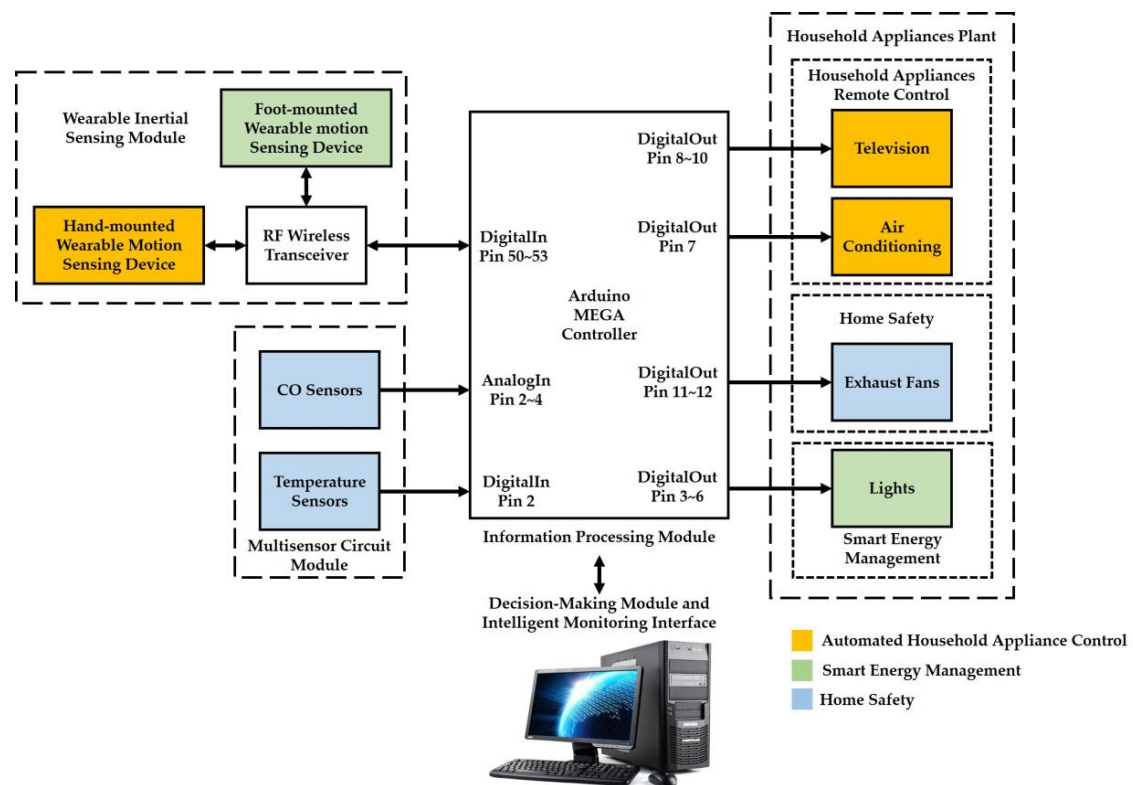 Wearable Inertial
Sensing Module
Foot-mounted
Wearable motion
Sensing Device
Hand-mounted
Wearable Motion
Sensing Device
RF Wireless
Transceiver
CO Sensors
Temperature
Sensors
Multisensor Circuit
Module
DigitalIn
Pin 50~53
AnalogIn
Pin 2~4
DigitalIn
Pin 2
Arduino
MEGA
Controller
DigitalOut
Pin 8~10
DigitalOut
Pin 7
DigitalOut
Pin 11~12
DigitalOut
Pin 3~6
Information Processing Module
Decision-Making Module and
Intelligent Monitoring Interface
Household Appliances Plant
Household Appliances
Remote Control
Television
Air
Conditioning
Home Safety
Exhaust Fans
Lights
Smart Energy
Management
Automated Household Appliance Control
Smart Energy Management
Home Safety